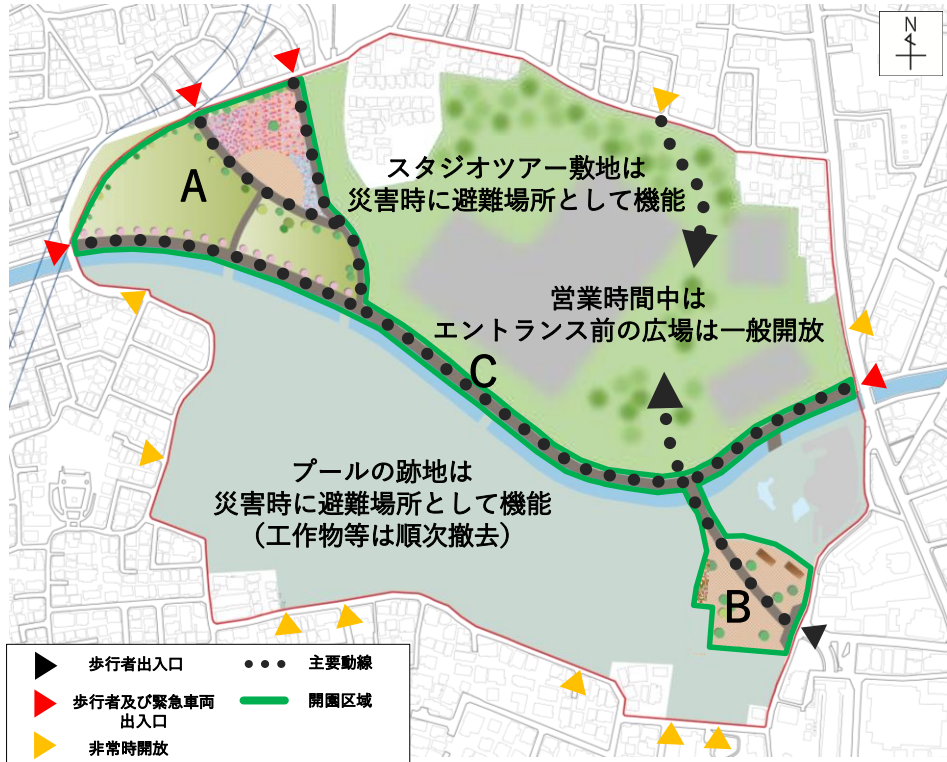 N
A
スタジオツアー敷地は
災害時に避難場所として機能
営業時間中は
エントランス前の広場は一般開放
C
プールの跡地は
災害時に避難場所として機能
（工作物等は順次撤去）
B
歩行者出入口
主要動線
歩行者及び緊急車両
出入口
開園区域
非常時開放